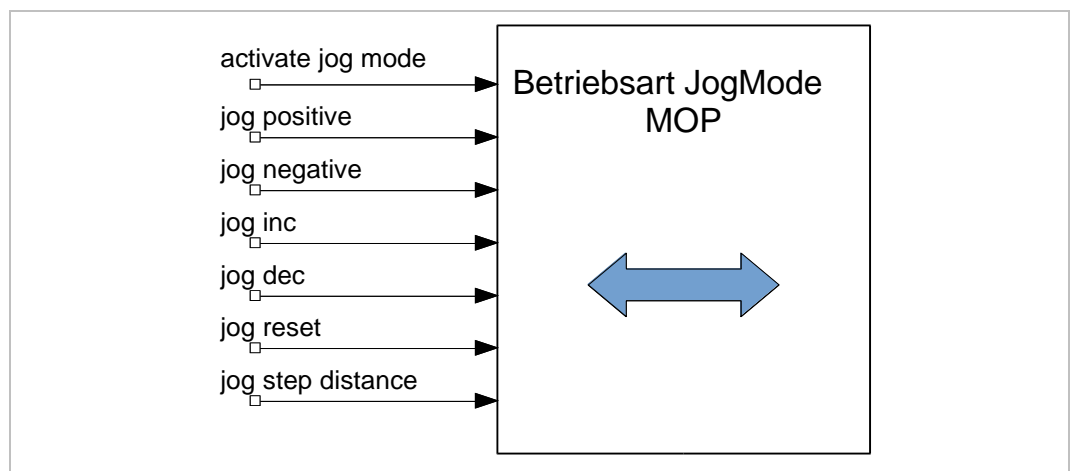 activate jog mode
Betriebsart JogMode
MOP
jog positive
jog negative
jog inc
jog dec
jog reset
jog step distance